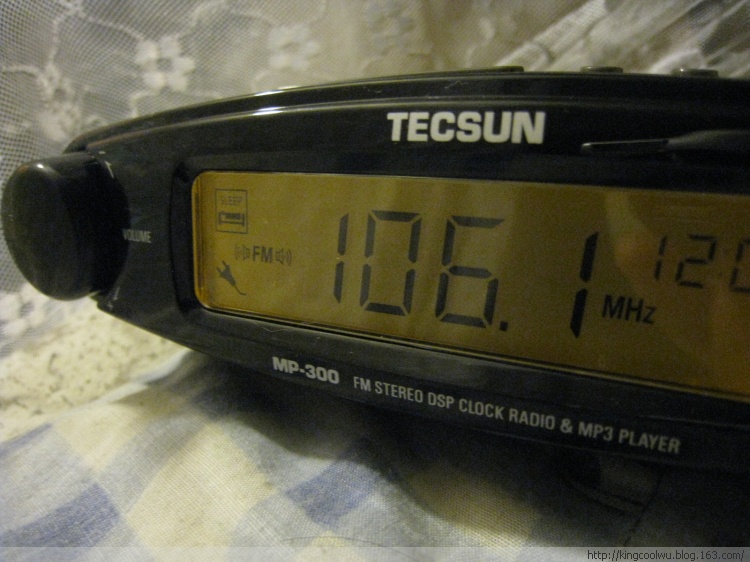 TECSUN
SLEEP
VOLUME
FM
106.1
MHz
MP-300 FM STEREO DSP CLOCK RADIO & MP3 PLAYER
http://kingcoolwu.blog.163.com/